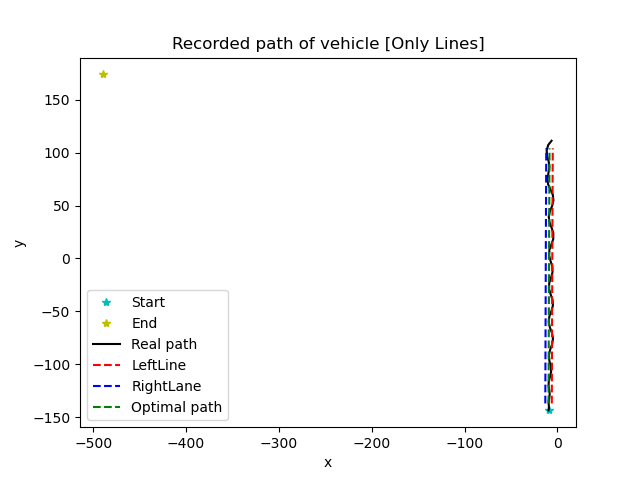 Recorded path of vehicle [Only Lines]
150
100
50
0
−50
−100
−150
y
Start
End
Real path
LeftLine
RightLane
Optimal path
−500
−400
−300
−200
−100
0
x